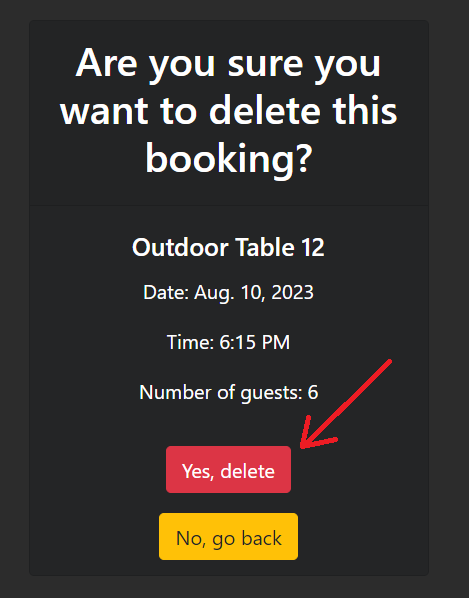 Are you sure you
want to delete this
booking?
Outdoor Table 12
Date: Aug. 10, 2023
Time: 6:15 PM
Number of guests: 6
Yes, delete
No, go back